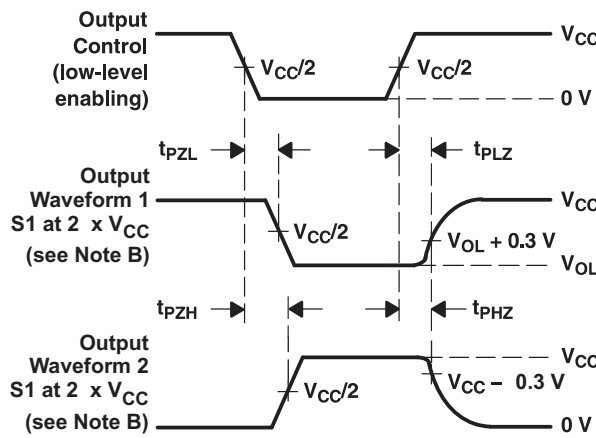 Output
Control
(low-level
enabling)
V_CC
V_CC/2
V_CC/2
0 V
t_PZL
t_PLZ
Output
Waveform 1
S1 at 2 x V_CC
(see Note B)
V_CC
V_CC/2
V_OL + 0.3 V
V_OL
t_PZH
t_PHZ
Output
Waveform 2
S1 at 2 x V_CC
(see Note B)
V_CC
V_CC/2
V_CC − 0.3 V
0 V